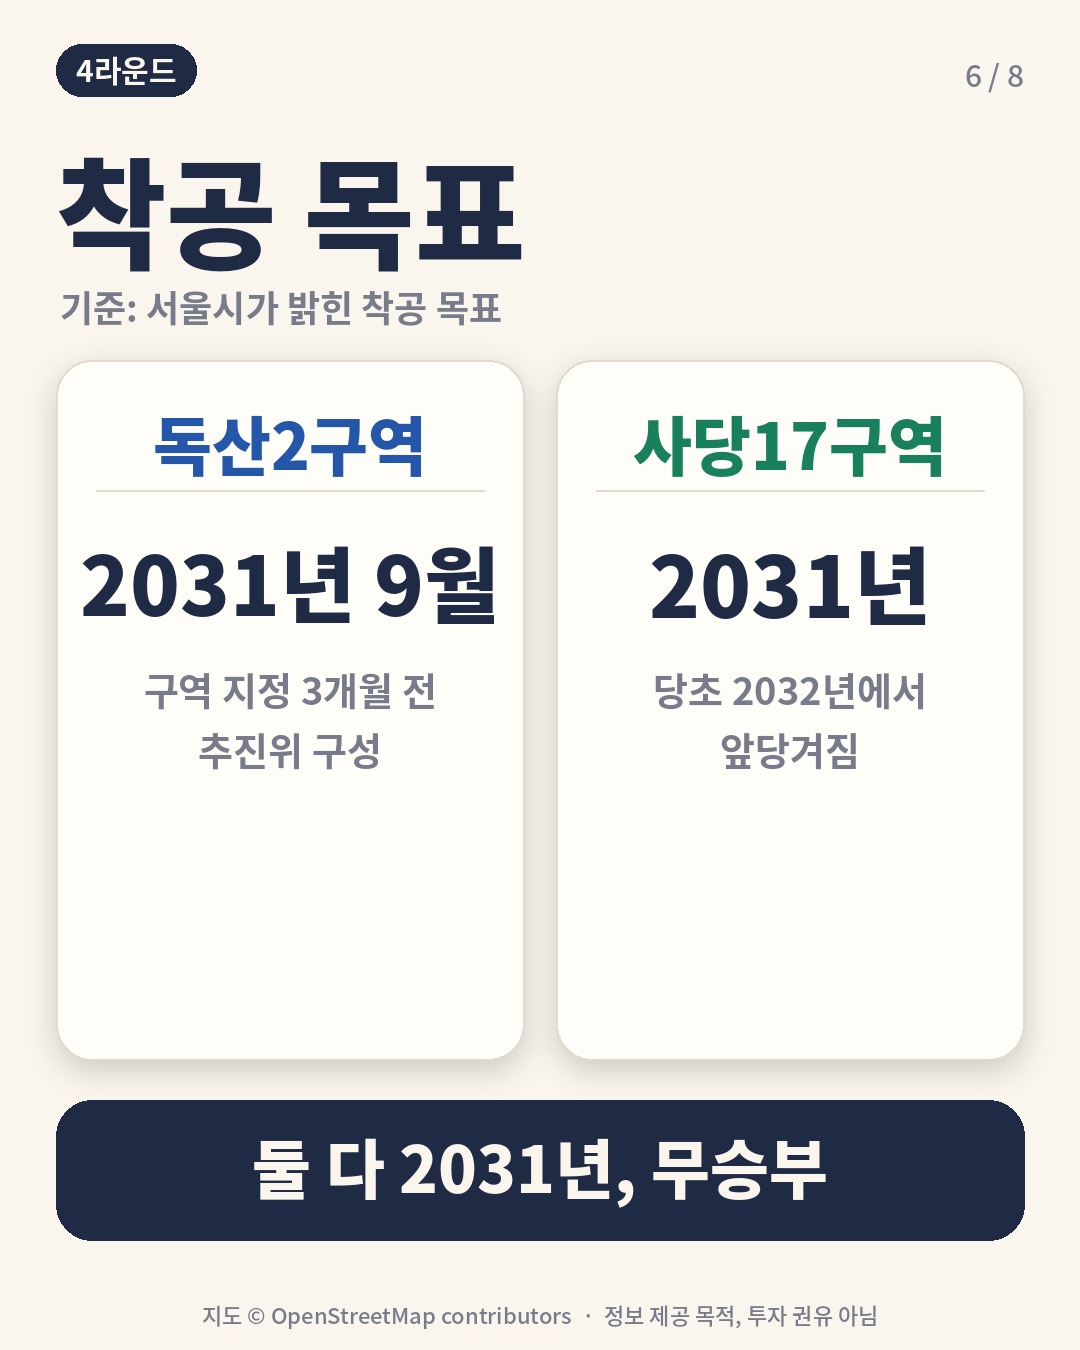 4라운드
6 / 8
착공 목표
기준: 서울시가 밝힌 착공 목표
독산2구역
2031년 9월
구역 지정 3개월 전
추진위 구성
사당17구역
2031년
당초 2032년에서
앞당겨짐
둘 다 2031년, 무승부
지도 © OpenStreetMap contributors · 정보 제공 목적, 투자 권유 아님